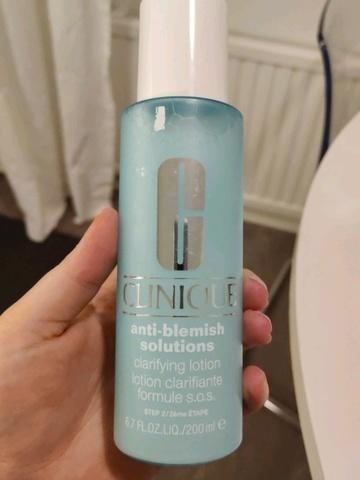 CLINIQUE
anti-blemish
solutions
clarifying lotion
lotion clarifiante
formule s.o.s.
STEP 2/2ème ÉTAPE
6.7 FL.OZ.LIQ./200 ml ℮